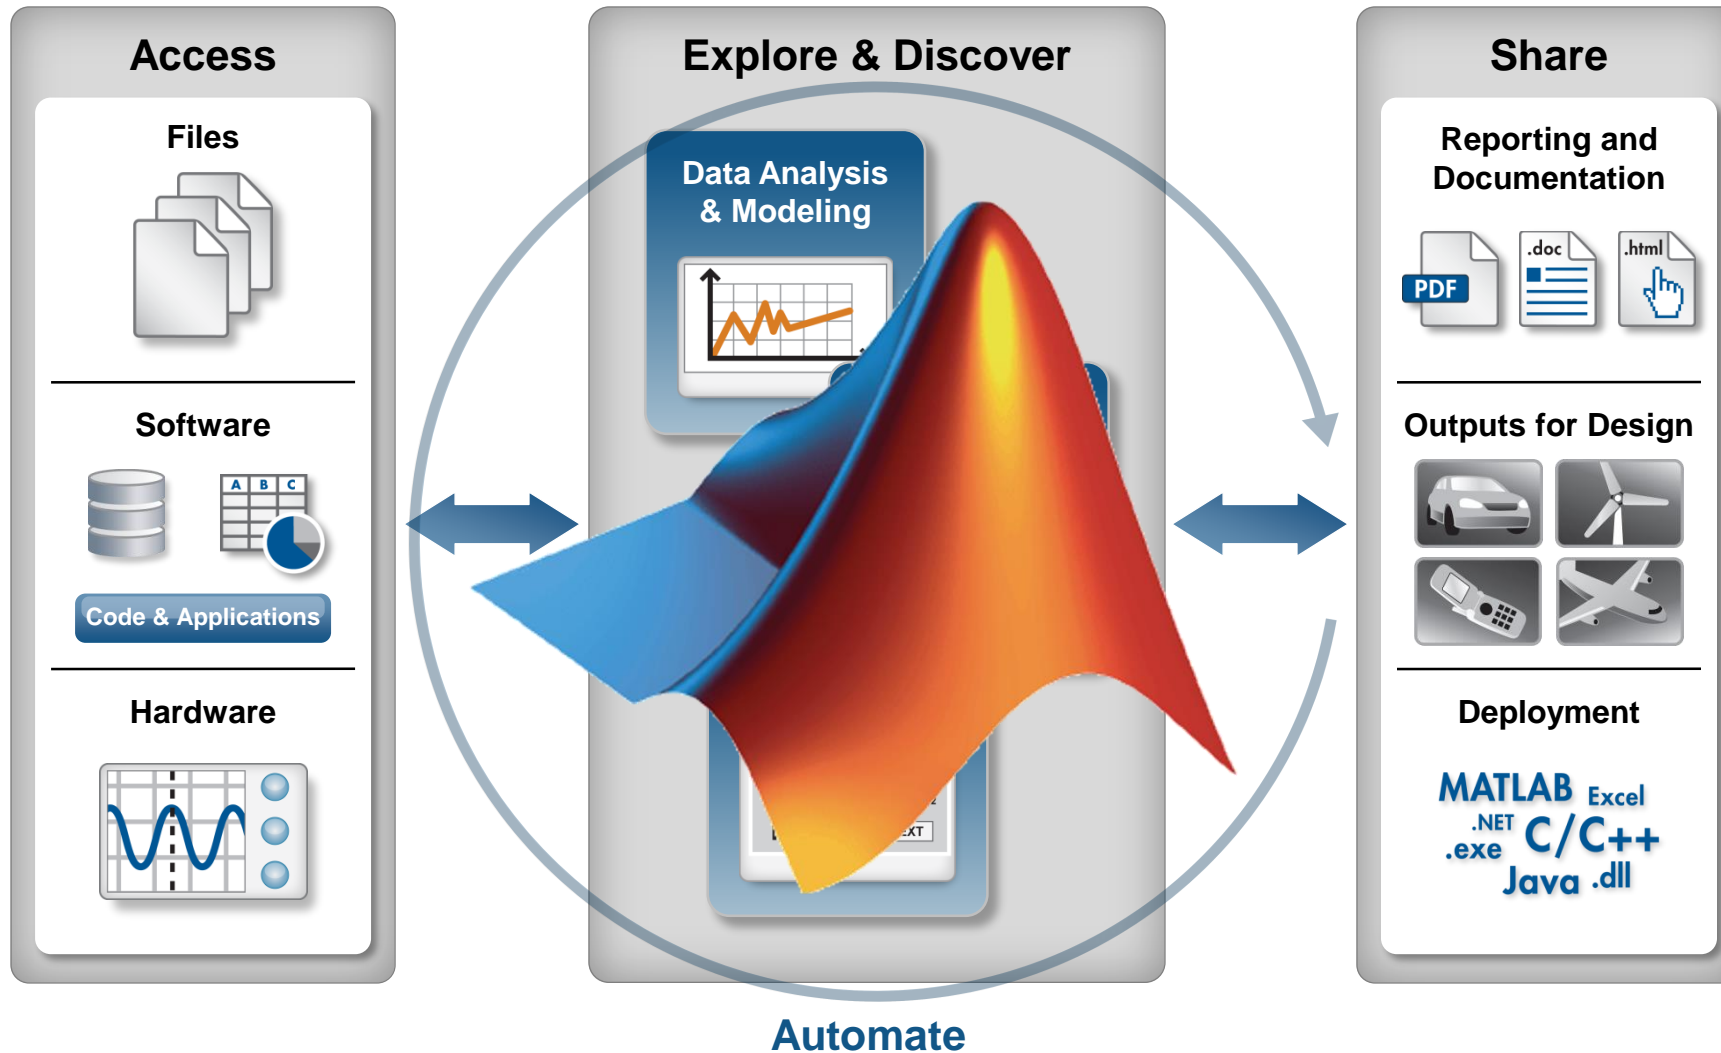 Access
Files
Software
A B C
Code & Applications
Hardware
Explore & Discover
Data Analysis
& Modeling
Share
Reporting and
Documentation
PDF
.doc
.html
Outputs for Design
Deployment
MATLAB Excel
.NET C/C++
.exe
Java .dll
Automate